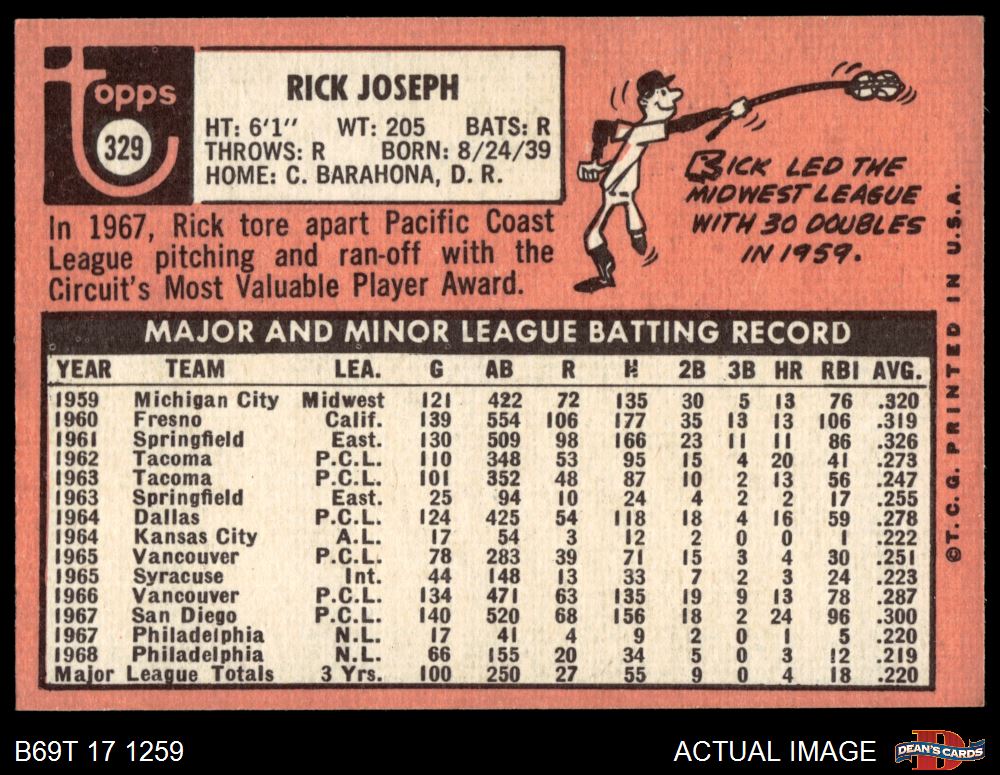 Topps
329
RICK JOSEPH
HT: 6'1" WT: 205 BATS: R
THROWS: R BORN: 8/24/39
HOME: C. BARAHONA, D. R.
RICK LED THE
MIDWEST LEAGUE
WITH 30 DOUBLES
IN 1959.
In 1967, Rick tore apart Pacific Coast
League pitching and ran-off with the
Circuit's Most Valuable Player Award.
MAJOR AND MINOR LEAGUE BATTING RECORD
YEAR TEAM LEA. G AB R H 2B 3B HR RBI AVG.
1959 Michigan City Midwest 121 422 72 135 30 5 13 76 .320
1960 Fresno Calif. 139 554 106 177 35 13 13 106 .319
1961 Springfield East. 130 509 98 166 23 11 11 86 .326
1962 Tacoma P.C.L. 110 348 53 95 15 4 20 41 .273
1963 Tacoma P.C.L. 101 352 48 87 10 2 13 56 .247
1963 Springfield East. 25 94 10 24 4 2 2 17 .255
1964 Dallas P.C.L. 124 425 54 118 18 4 16 59 .278
1964 Kansas City A.L. 17 54 3 12 2 0 0 1 .222
1965 Vancouver P.C.L. 78 283 39 71 15 3 4 30 .251
1965 Syracuse Int. 44 148 13 33 7 2 3 24 .223
1966 Vancouver P.C.L. 134 471 63 135 19 9 13 78 .287
1967 San Diego P.C.L. 140 520 68 156 18 2 24 96 .300
1967 Philadelphia N.L. 17 41 4 9 2 0 1 5 .220
1968 Philadelphia N.L. 66 155 20 34 5 0 3 12 .219
Major League Totals 3 Yrs. 100 250 27 55 9 0 4 18 .220
©T. C. G. PRINTED IN U.S.A.
B69T 17 1259
ACTUAL IMAGE
DEAN'S CARDS